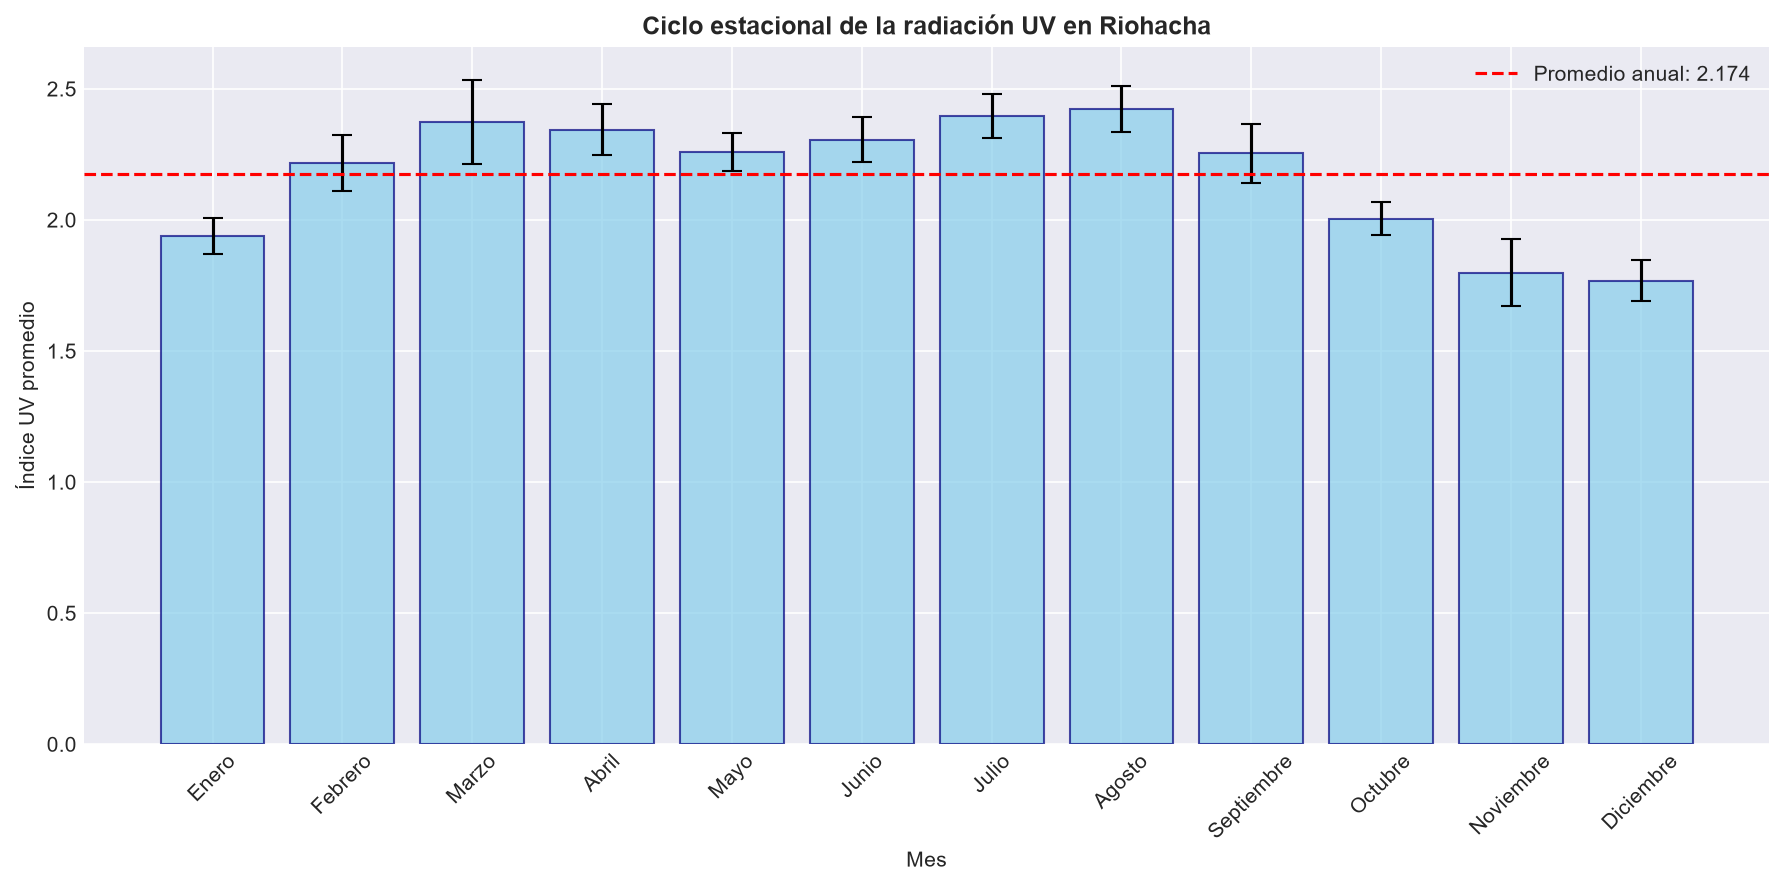 Ciclo estacional de la radiación UV en Riohacha
Promedio anual: 2.174
Índice UV promedio
2.5
2.0
1.5
1.0
0.5
0.0
Enero
Febrero
Marzo
Abril
Mayo
Junio
Julio
Agosto
Septiembre
Octubre
Noviembre
Diciembre
Mes